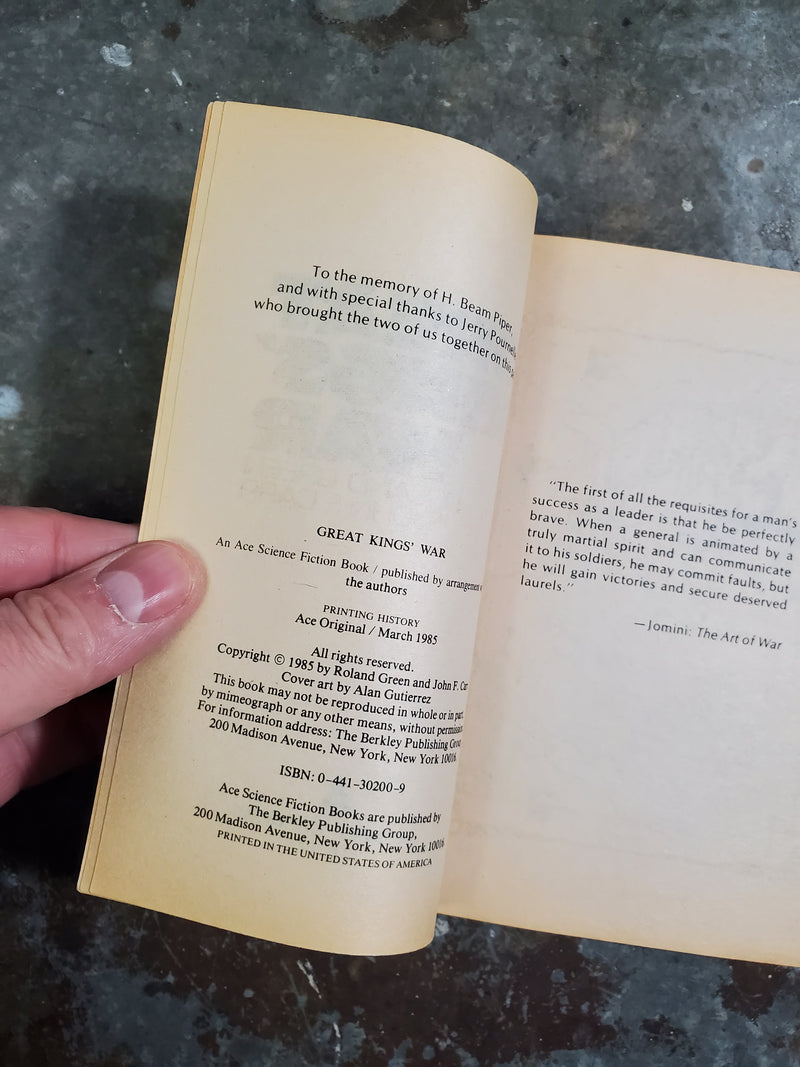 To the memory of H. Beam Piper,
and with special thanks to Jerry
who brought the two of us together on this
GREAT KINGS' WAR
An Ace Science Fiction Book / published by arrangement
the authors
PRINTING HISTORY
Ace Original / March 1985
All rights reserved.
Copyright © 1985 by Roland Green and John F.
Cover art by Alan Gutierrez
This book may not be reproduced in whole or in part
by mimeograph or any other means, without
For information address: The Berkley Publishing
200 Madison Avenue, New York, New York 10016
ISBN: 0-441-30200-9
Ace Science Fiction Books are published by
The Berkley Publishing Group,
200 Madison Avenue, New York, New York 10016
PRINTED IN THE UNITED STATES OF AMERICA
"The first of all the requisites for a man's
success as a leader is that he be perfectly
brave. When a general is animated by a
truly martial spirit and can communicate
it to his soldiers, he may commit faults, but
he will gain victories and secure deserved
laurels."
—Jomini: The Art of War